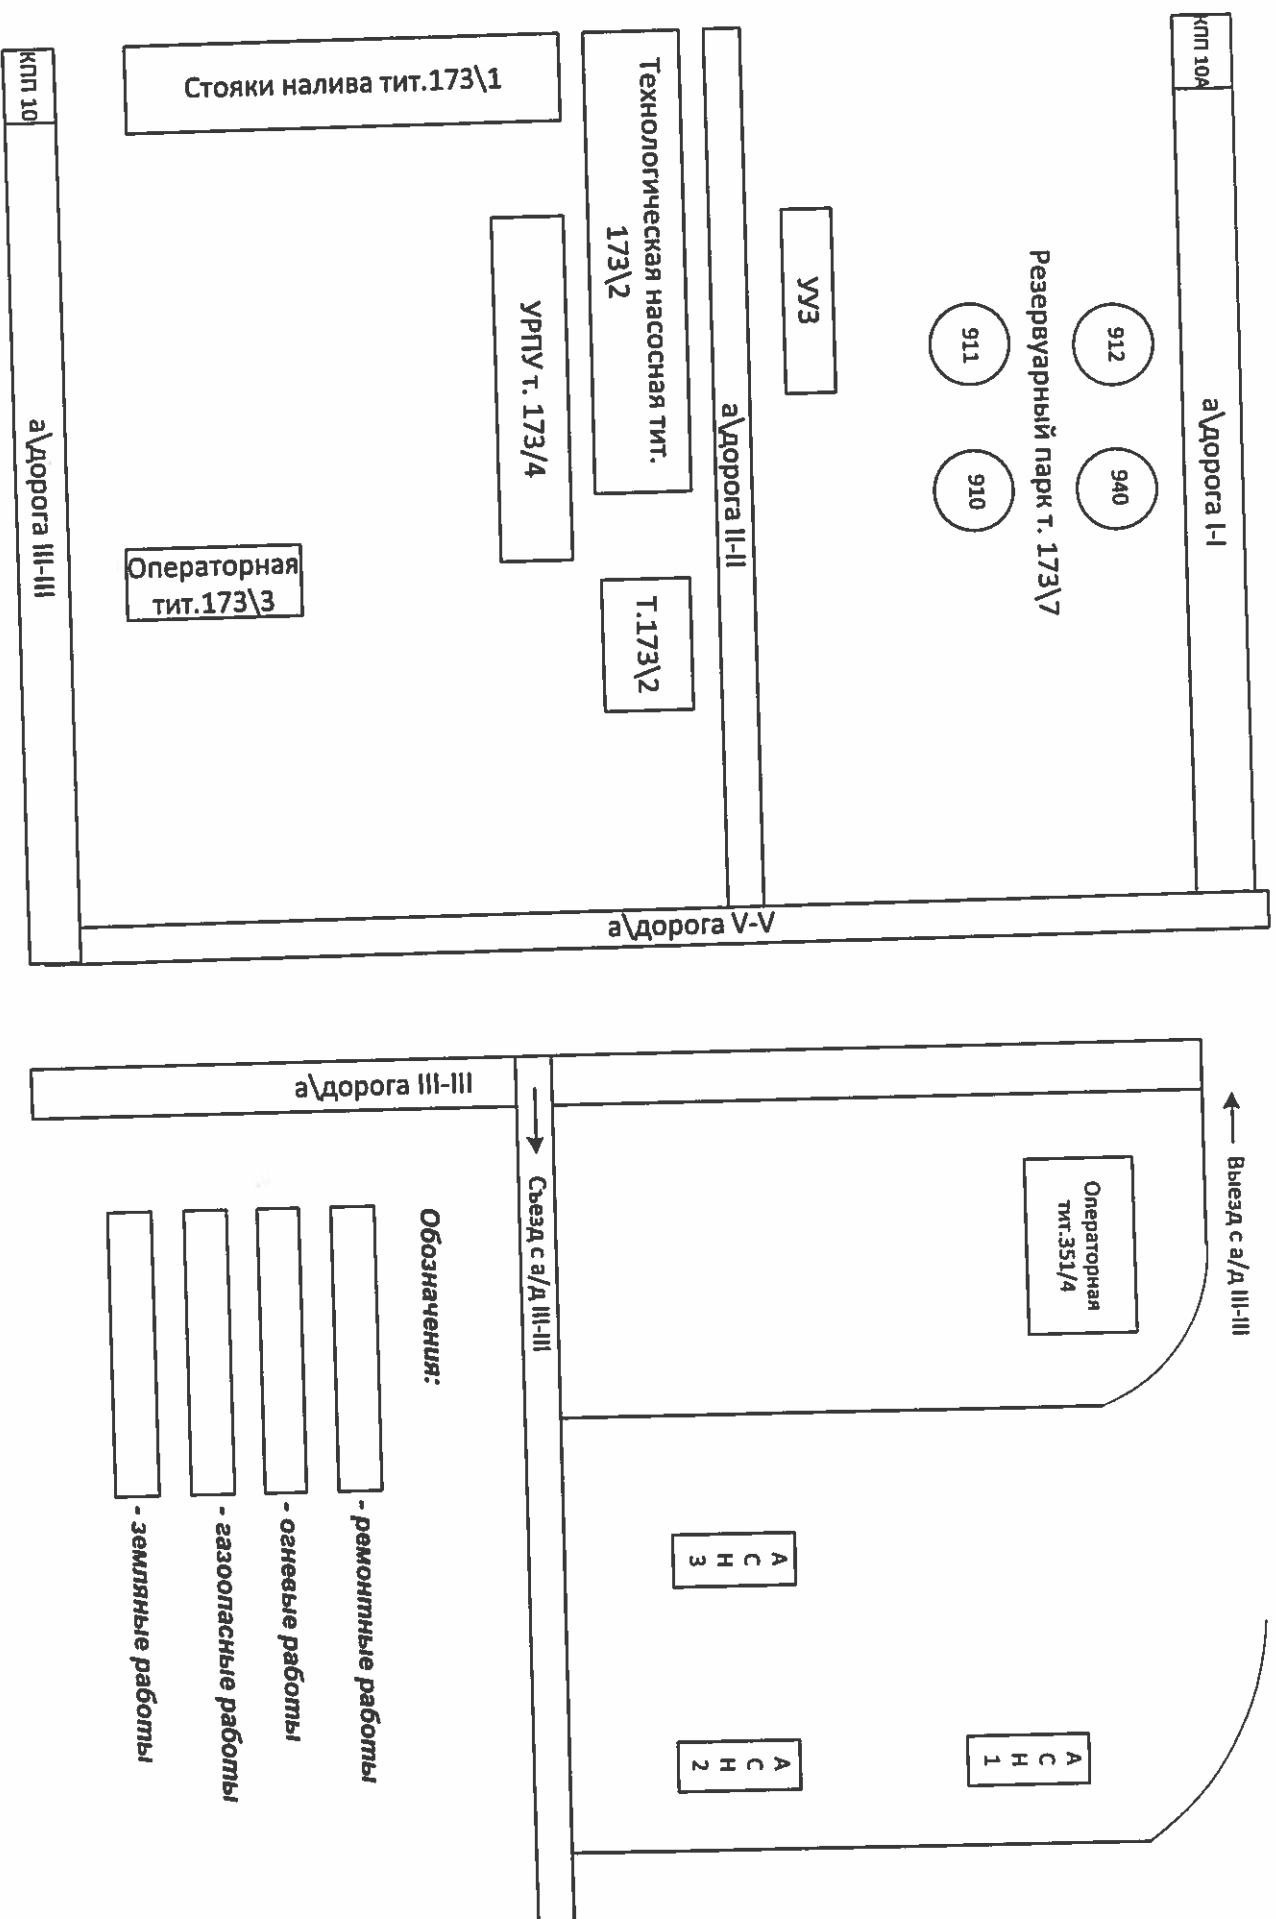 КПП 10А
а\дорога I-I
912
940
Резервуарный парк т. 173\7
911
910
УУЗ
а\дорога II-II
Технологическая насосная тит.
173\2
Т.173\2
УРПУ т. 173/4
Стояки налива тит.173\1
Операторная
тит.173\3
КПП 10
а\дорога III-III
а\дорога V-V
Выезд с а/д III-III
Операторная
тит.351/4
а\дорога III-III
Съезд с а/д III-III
А
С
Н
1
А
С
Н
2
А
С
Н
3
Обозначения:
- ремонтные работы
- огневые работы
- газоопасные работы
- земляные работы